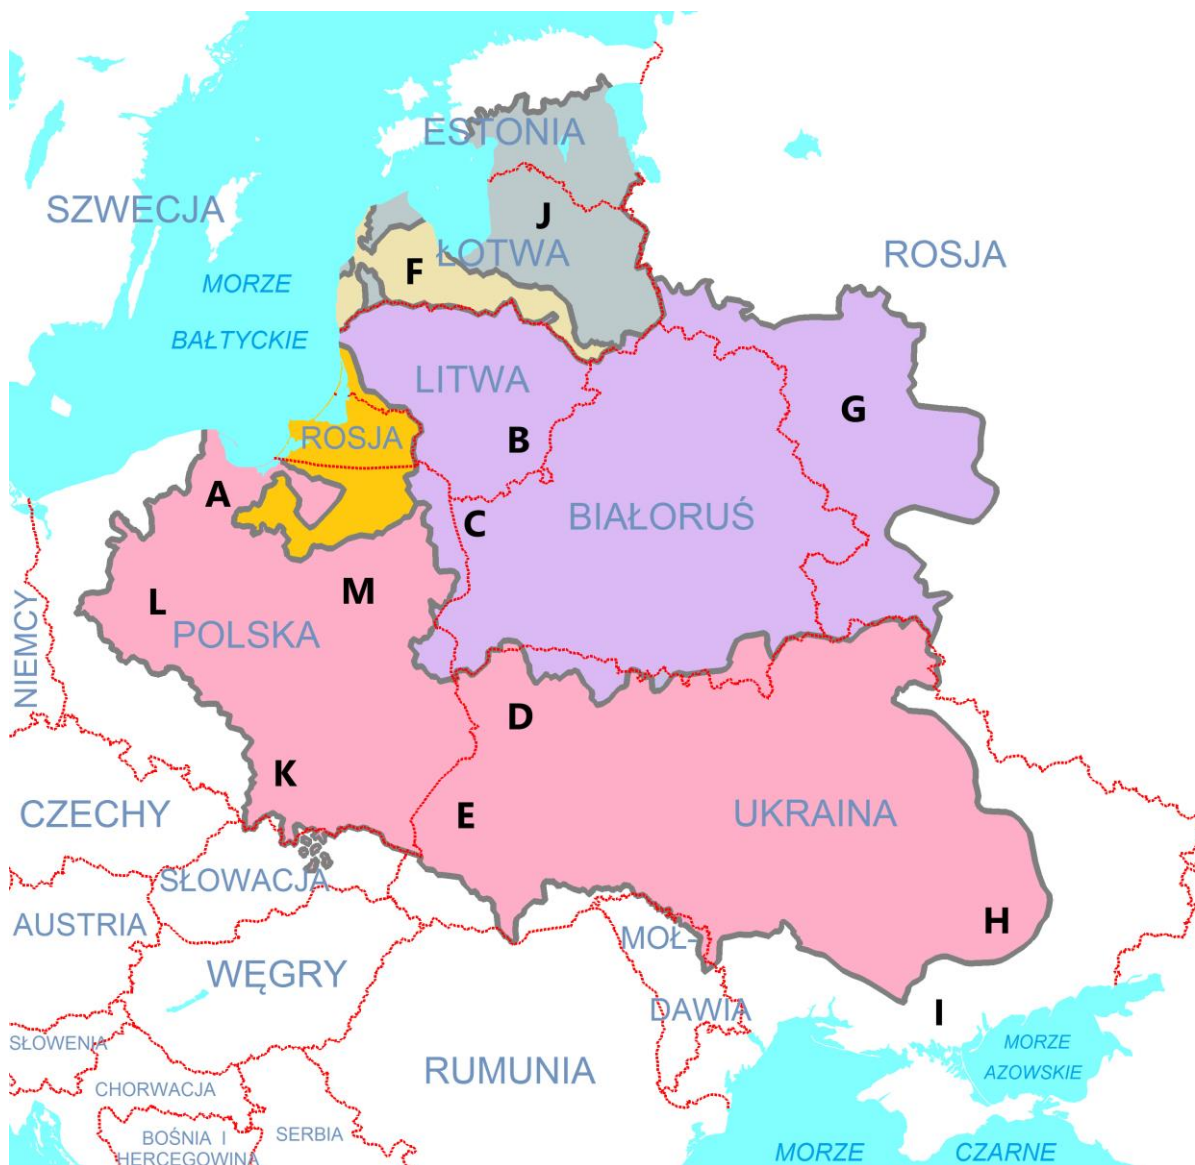 ESTONIA
SZWECJA
J
ŁOTWA
ROSJA
F
MORZE
BAŁTYCKIE
LITWA
G
B
ROSJA
A
C
BIAŁORUŚ
M
L
POLSKA
NIEMCY
D
K
CZECHY
E
UKRAINA
SŁOWACJA
AUSTRIA
H
MOŁ-
WĘGRY
DAWIA
I
SŁOWENIA
MORZE
AZOWSKIE
RUMUNIA
CHORWACJA
SERBIA
BOŚNIA I
HERCEGOWINA
MORZE
CZARNE